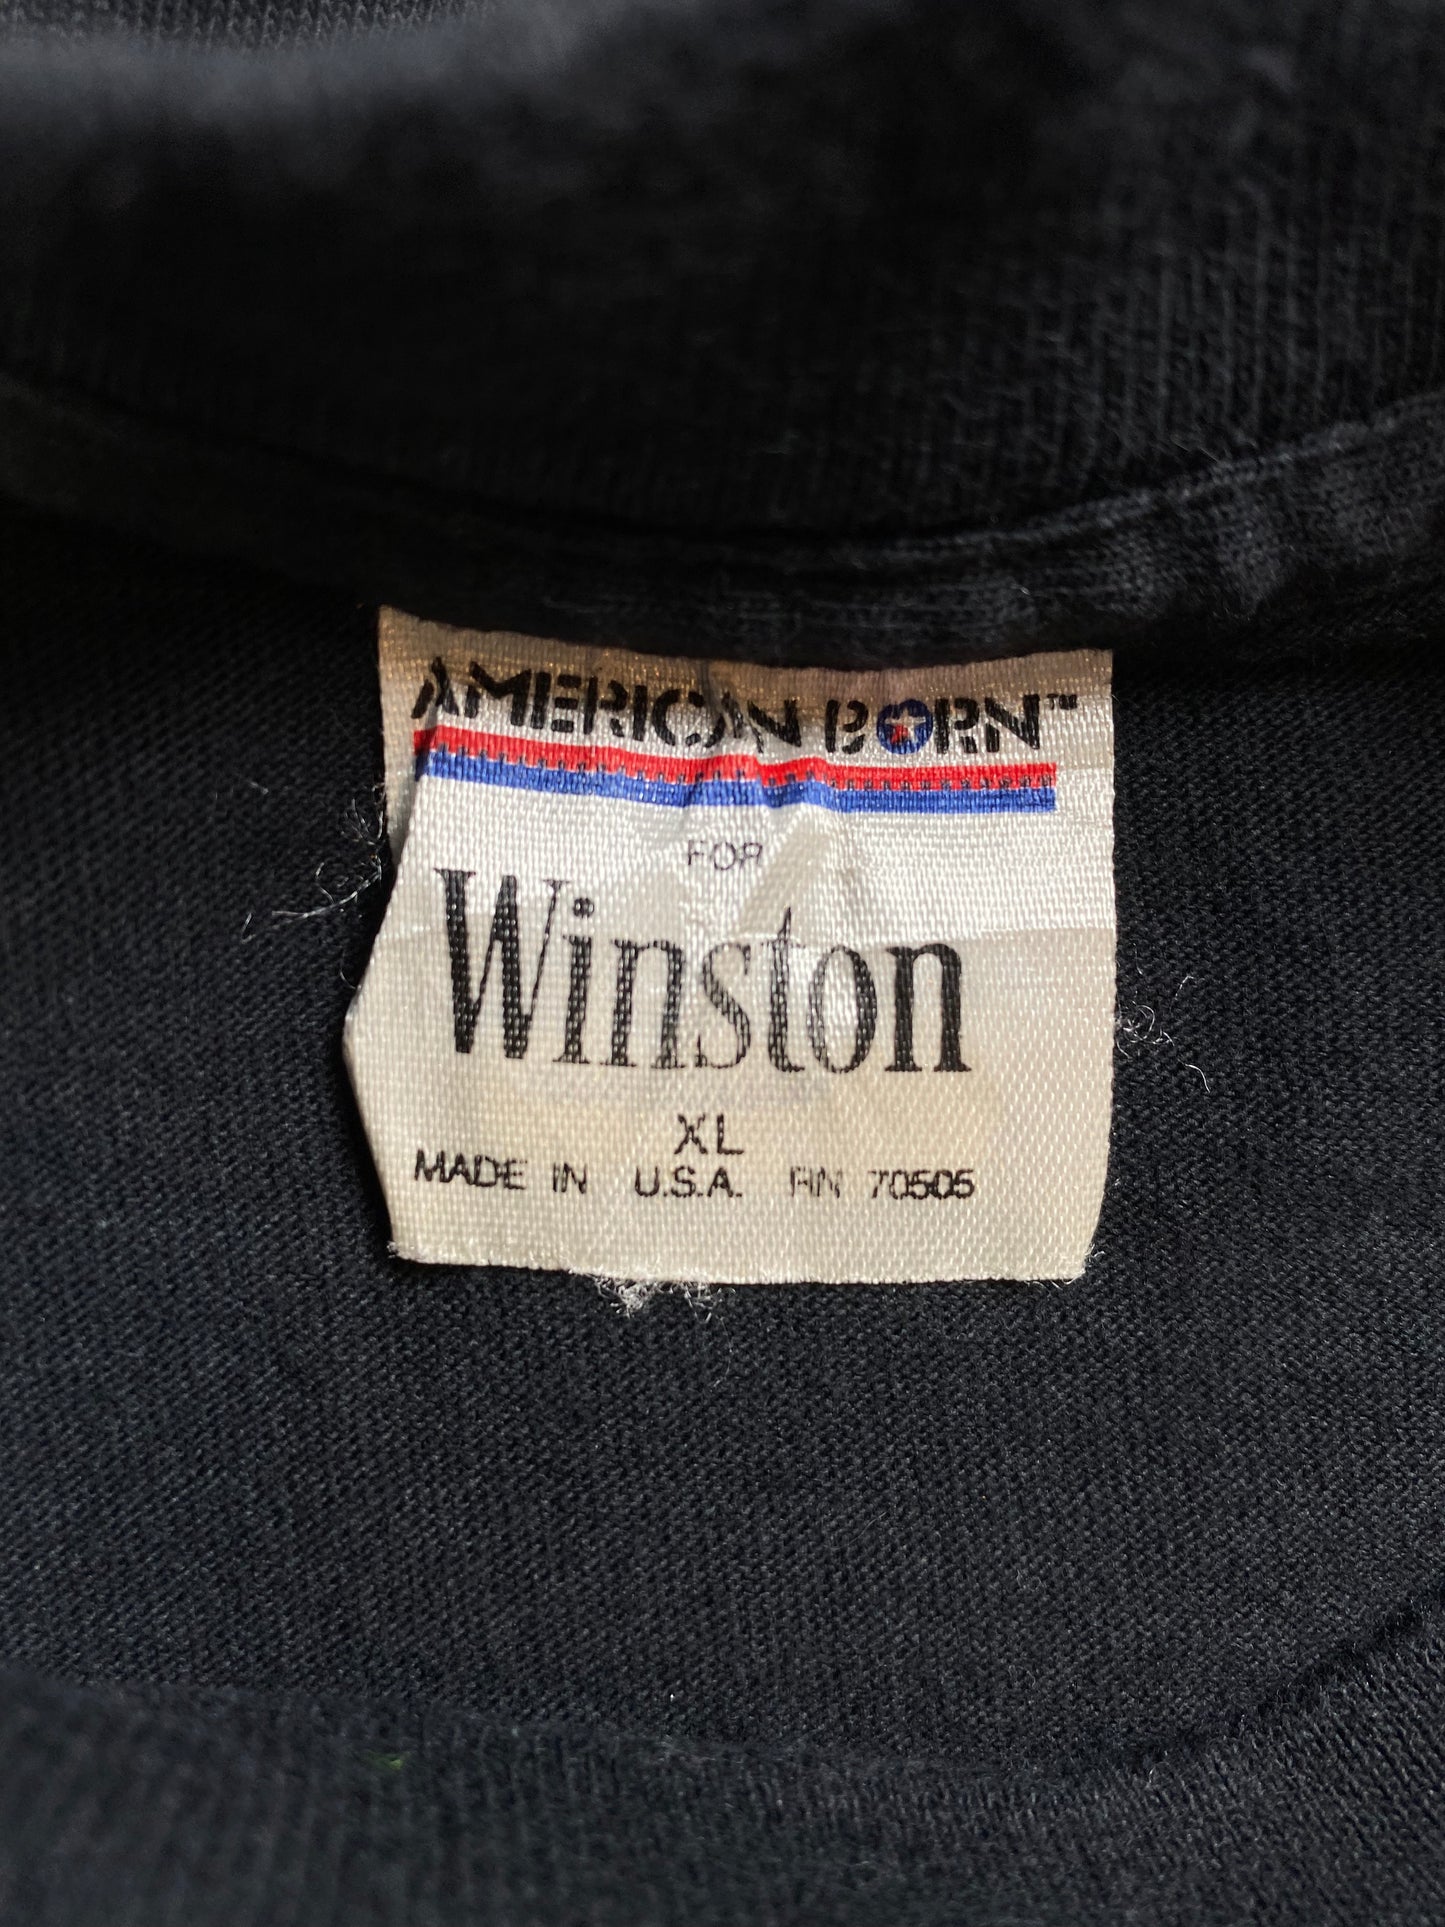 AMERICAN BORN™
FOR
Winston
XL
MADE IN U.S.A. RN 70505